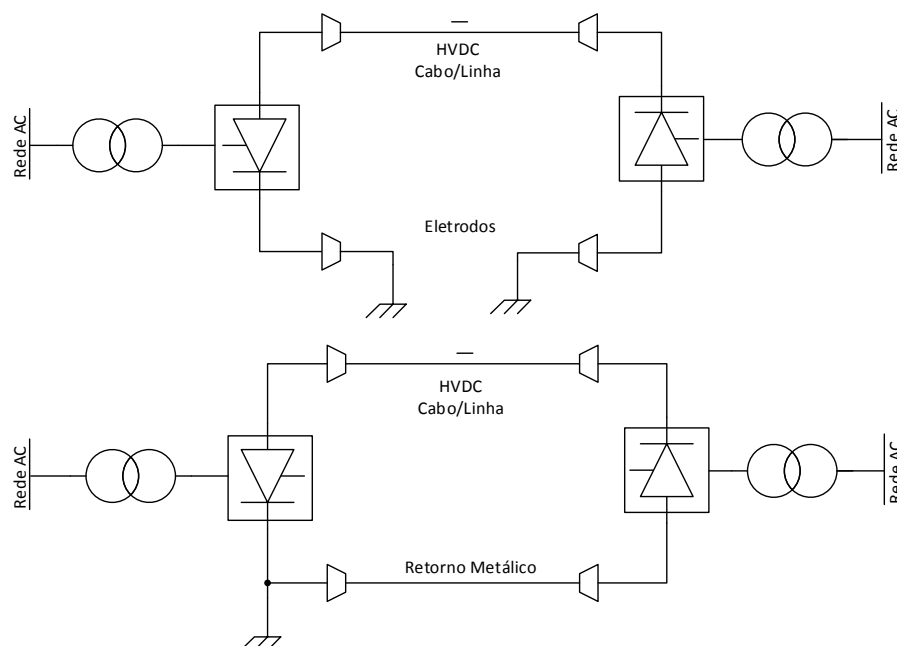 HVDC
Cabo/Linha
Rede AC
Rede AC
Eletrodos
HVDC
Cabo/Linha
Rede AC
Rede AC
Retorno Metálico